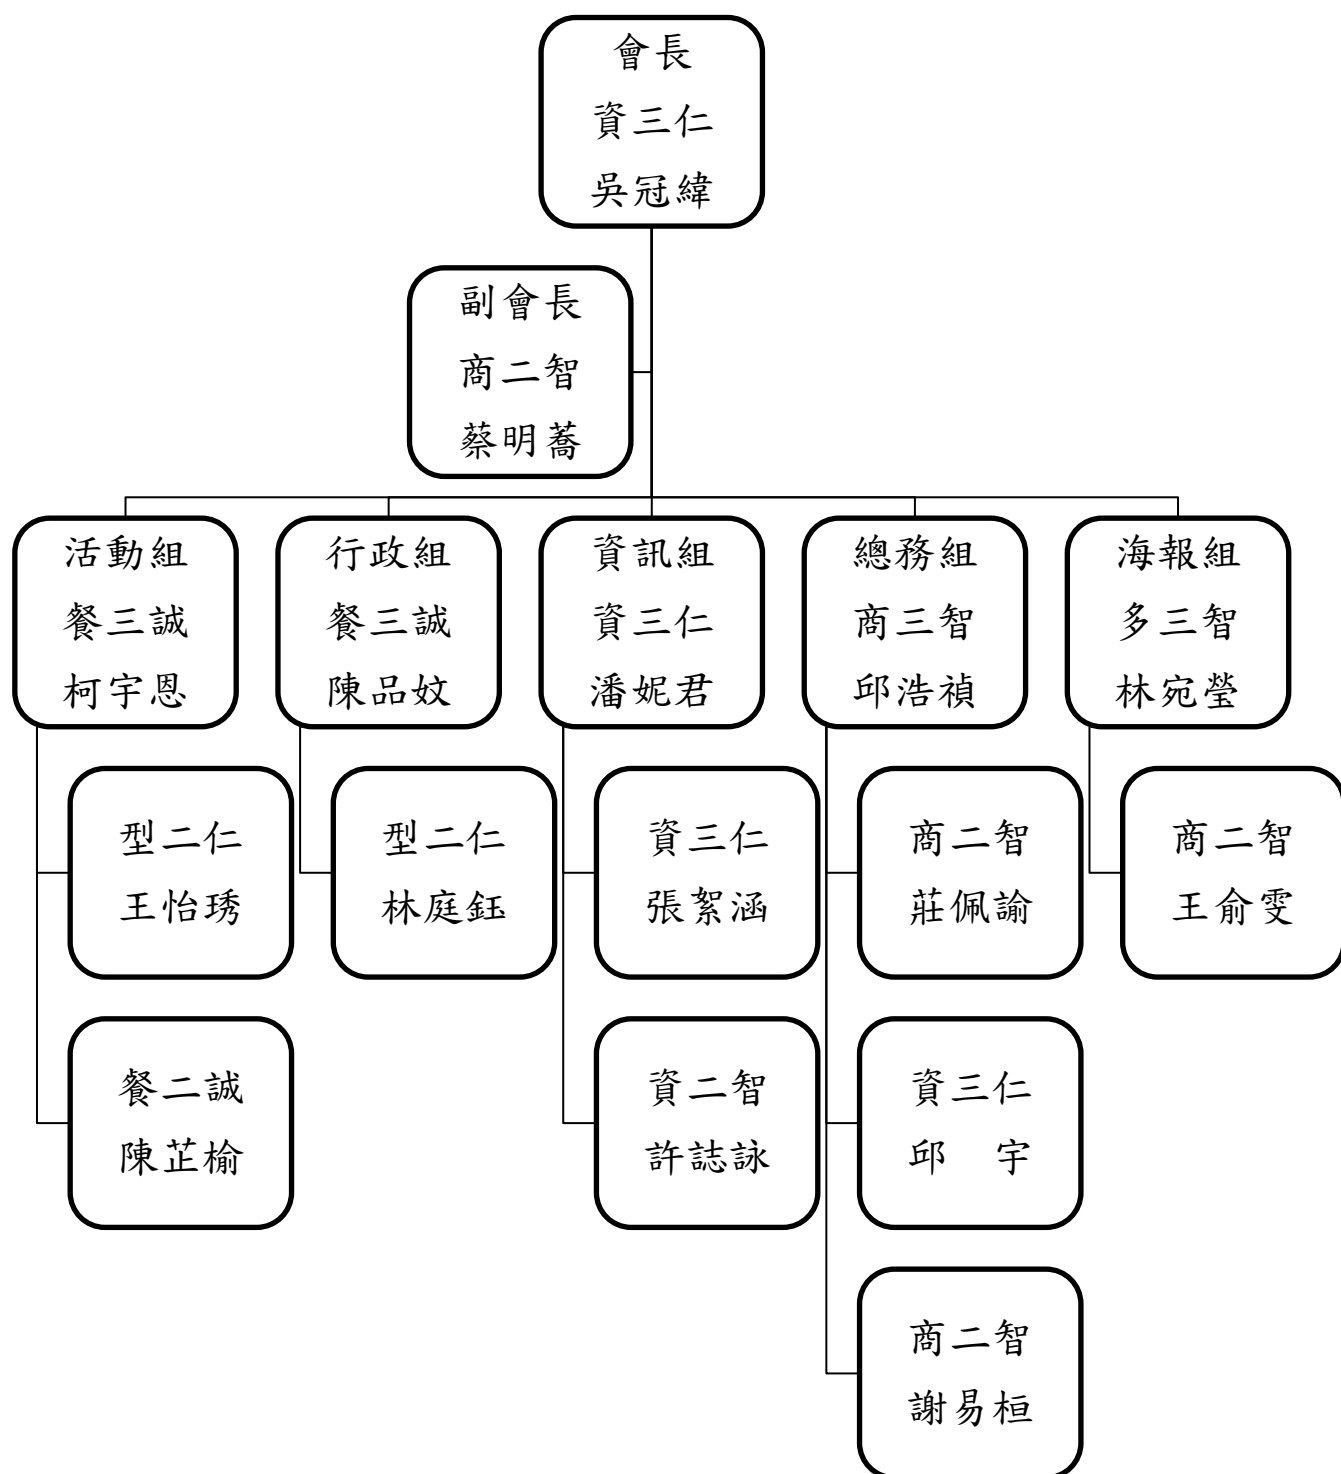 會長
資三仁
吳冠緯
副會長
商二智
蔡明蕎
活動組
餐三誠
柯宇恩
行政組
餐三誠
陳品妏
資訊組
資三仁
潘妮君
總務組
商三智
邱浩禎
海報組
多三智
林宛瑩
型二仁
王怡琇
型二仁
林庭鈺
資三仁
張絮涵
商二智
莊佩諭
商二智
王俞雯
餐二誠
陳芷榆
資二智
許誌詠
資三仁
邱　宇
商二智
謝易桓